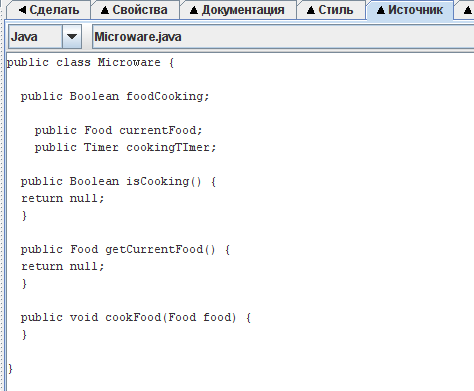 Сделать Свойства Документация Стиль Источник
Java Microware.java
public class Microware {
public Boolean foodCooking;
public Food currentFood;
public Timer cookingTImer;
public Boolean isCooking() {
return null;
}
public Food getCurrentFood() {
return null;
}
public void cookFood(Food food) {
}
}